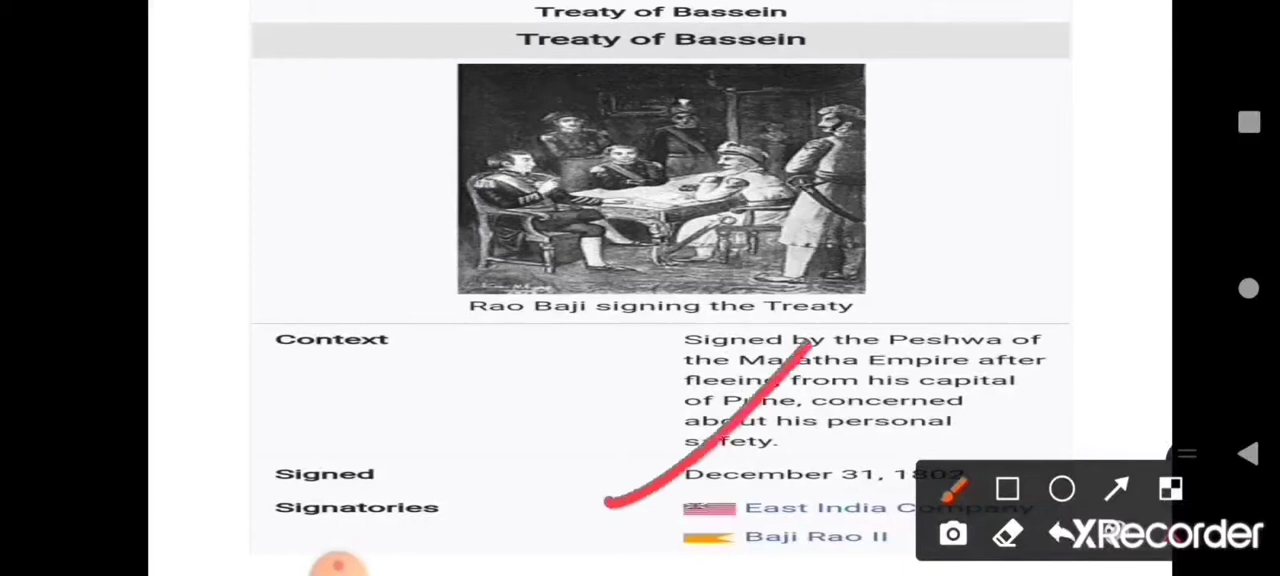 Treaty of Bassein
Treaty of Bassein
Rao Baji signing the Treaty
Context
Signed by the Peshwa of
the Maratha Empire after
fleeing from his capital
of Pune, concerned
about his personal
safety.
Signed
December 31, 1802
Signatories
East India Company
Baji Rao II
XRecorder